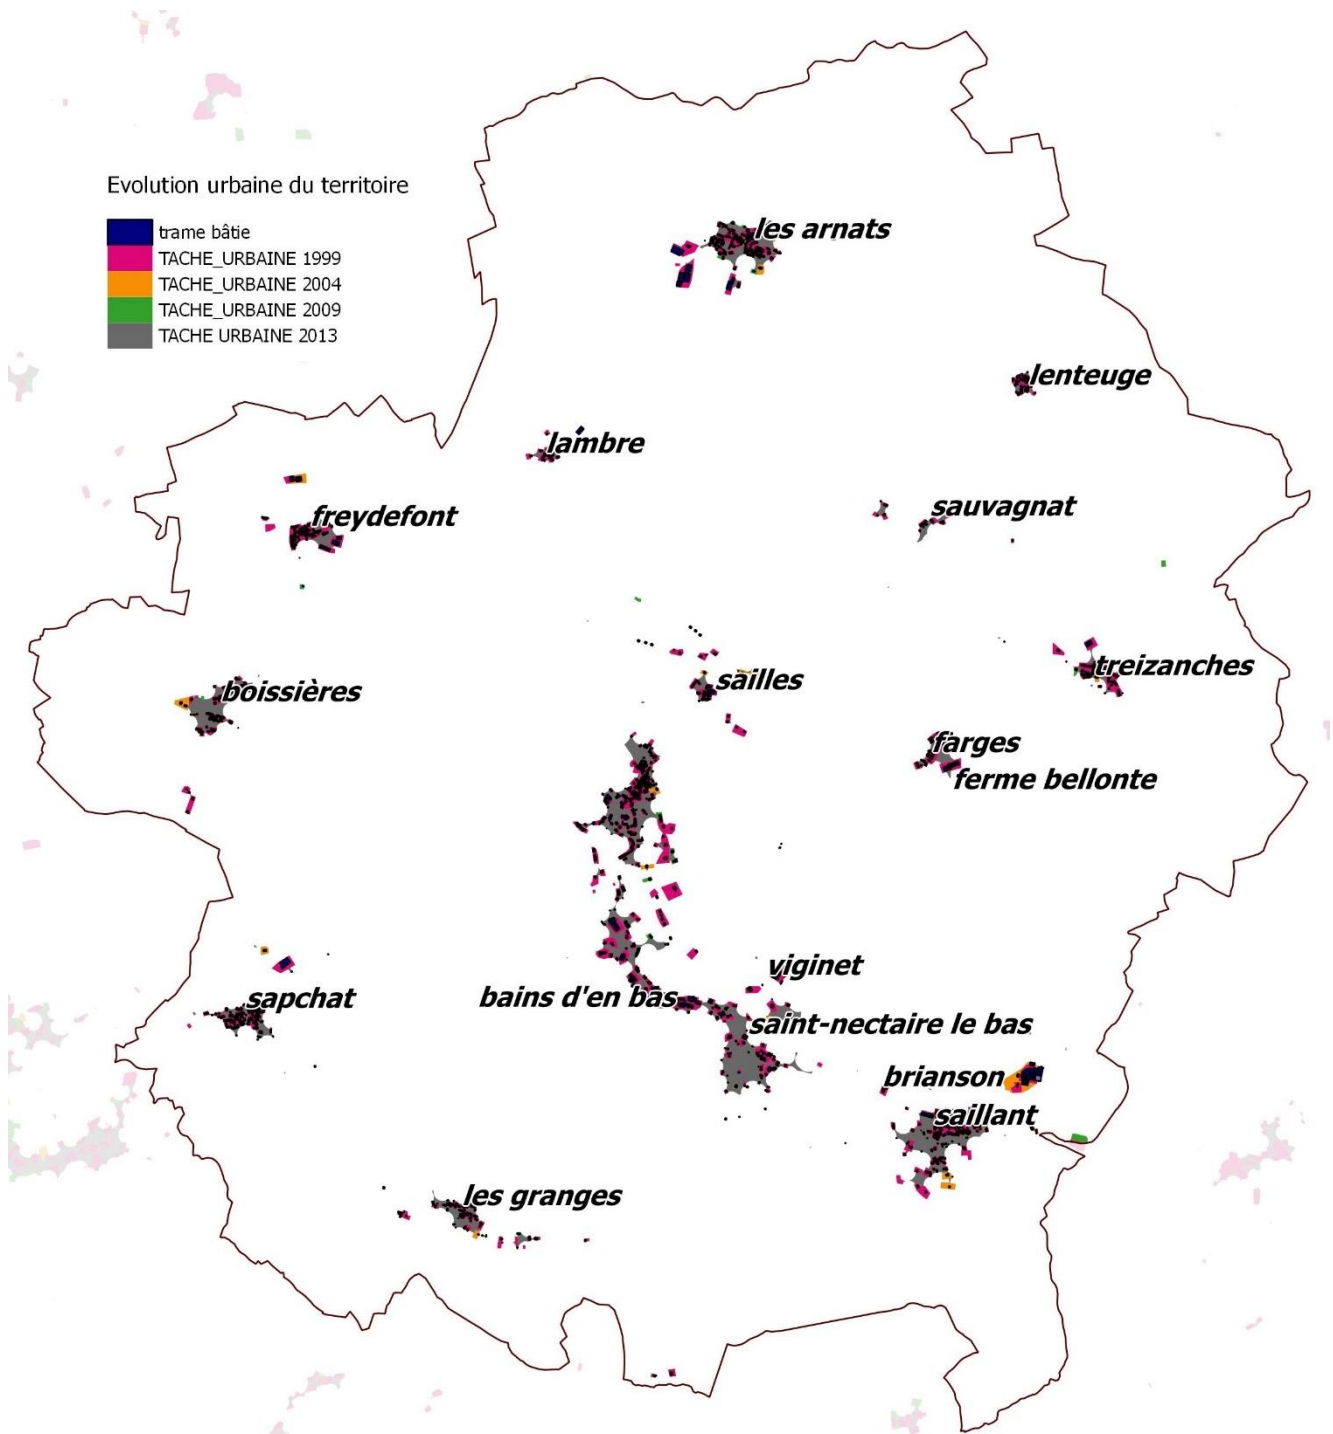 Evolution urbaine du territoire
trame bâtie
TACHE_URBAINE 1999
TACHE_URBAINE 2004
TACHE_URBAINE 2009
TACHE URBAINE 2013
les arnats
lenteuge
lambre
freydefont
sauvagnat
treizanches
boissières
sailles
farges
ferme bellonte
viginet
bains d'en bas
sapchat
saint-nectaire le bas
brianson
saillant
les granges